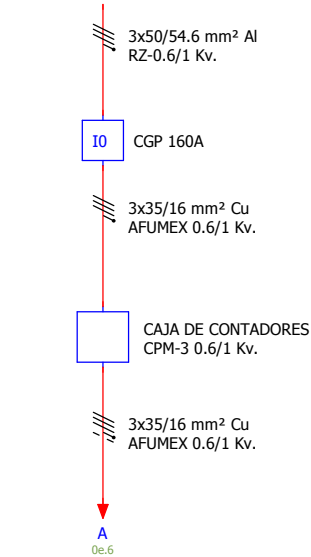 3x50/54.6 mm² Al
RZ-0.6/1 Kv.
I0
CGP 160A
3x35/16 mm² Cu
AFUMEX 0.6/1 Kv.
CAJA DE CONTADORES
CPM-3 0.6/1 Kv.
3x35/16 mm² Cu
AFUMEX 0.6/1 Kv.
A
0e.6